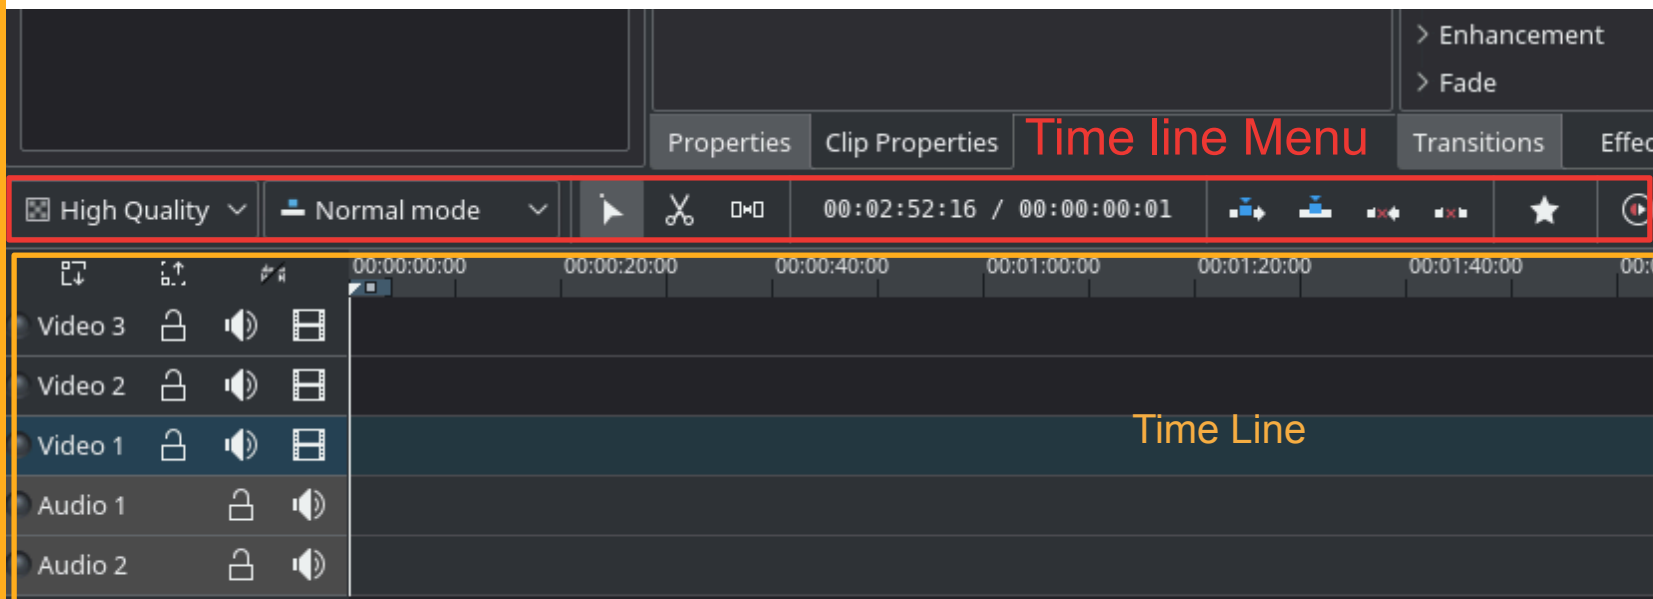 Enhancement
Fade
Properties Clip Properties Time line Menu Transitions
High Quality Normal mode 00:02:52:16 / 00:00:00:01
00:00:00:00 00:00:20:00 00:00:40:00 00:01:00:00 00:01:20:00 00:01:40:00
Video 3
Video 2
Video 1 Time Line
Audio 1
Audio 2